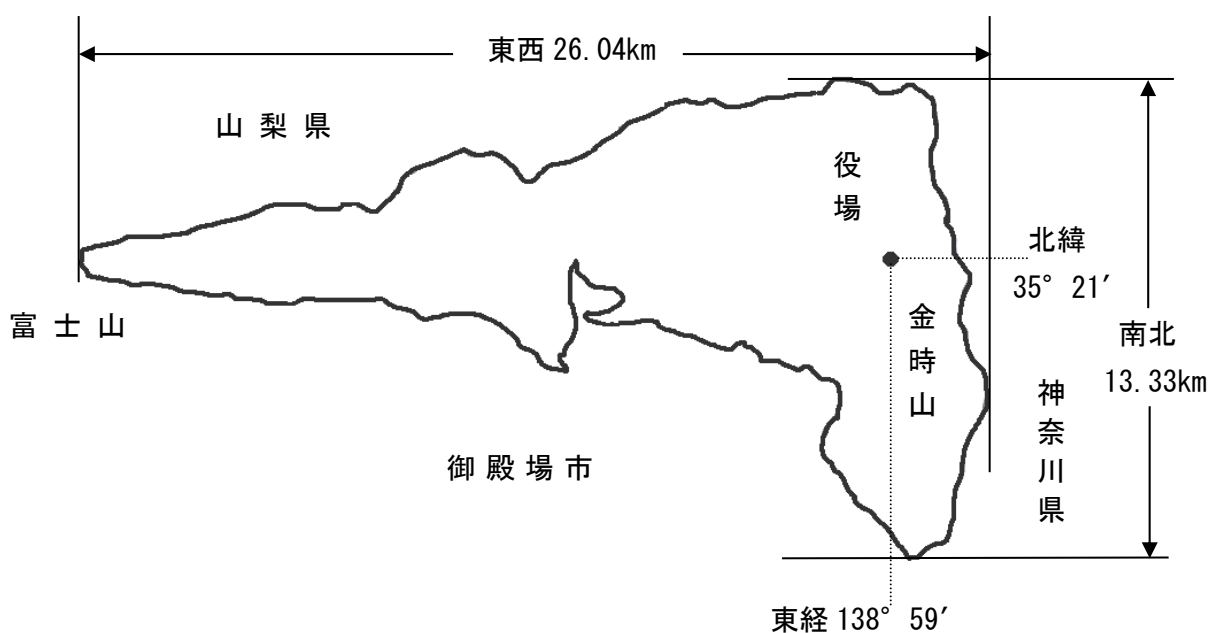 東西 26.04km
山梨県
役場
北緯
35° 21′
富士山
金時山
南北
13.33km
神奈川県
御殿場市
東経 138° 59′